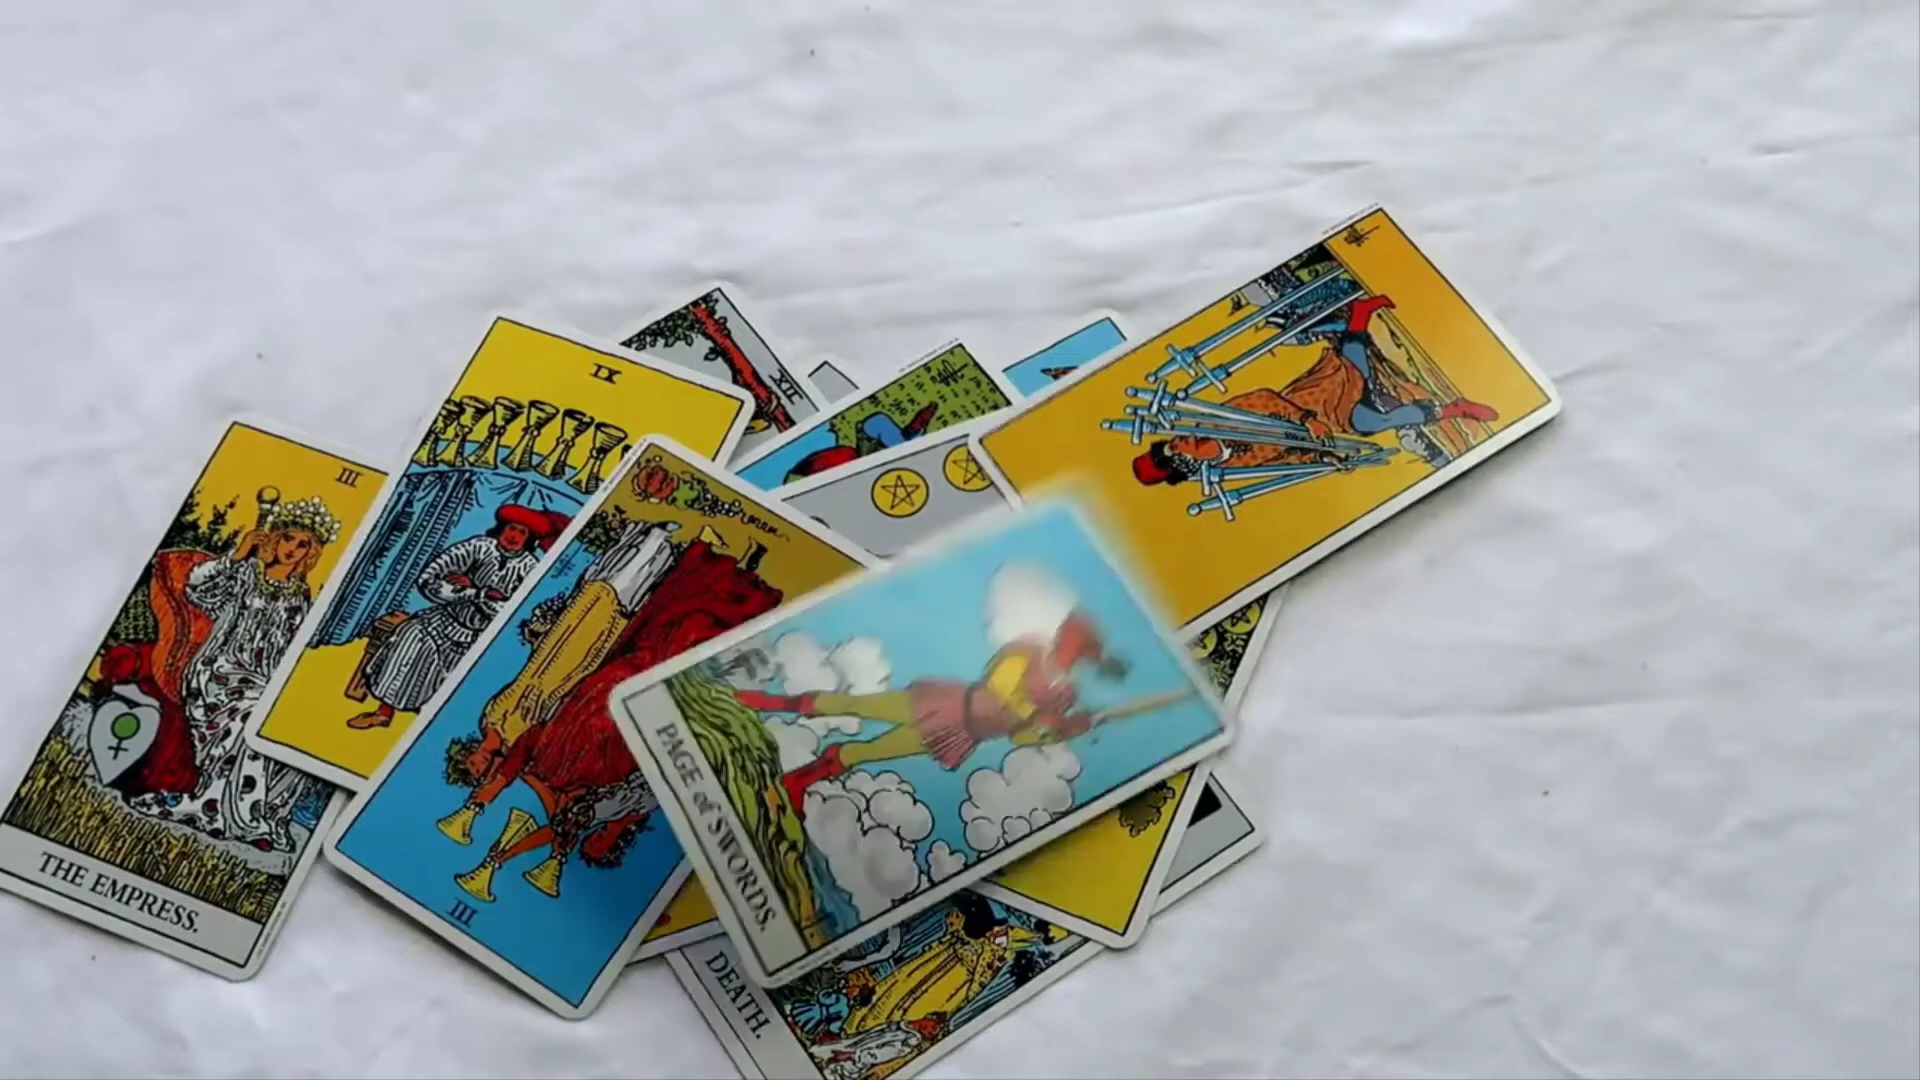 XII
IX
III
THE EMPRESS.
III
PAGE of SWORDS.
DEATH.